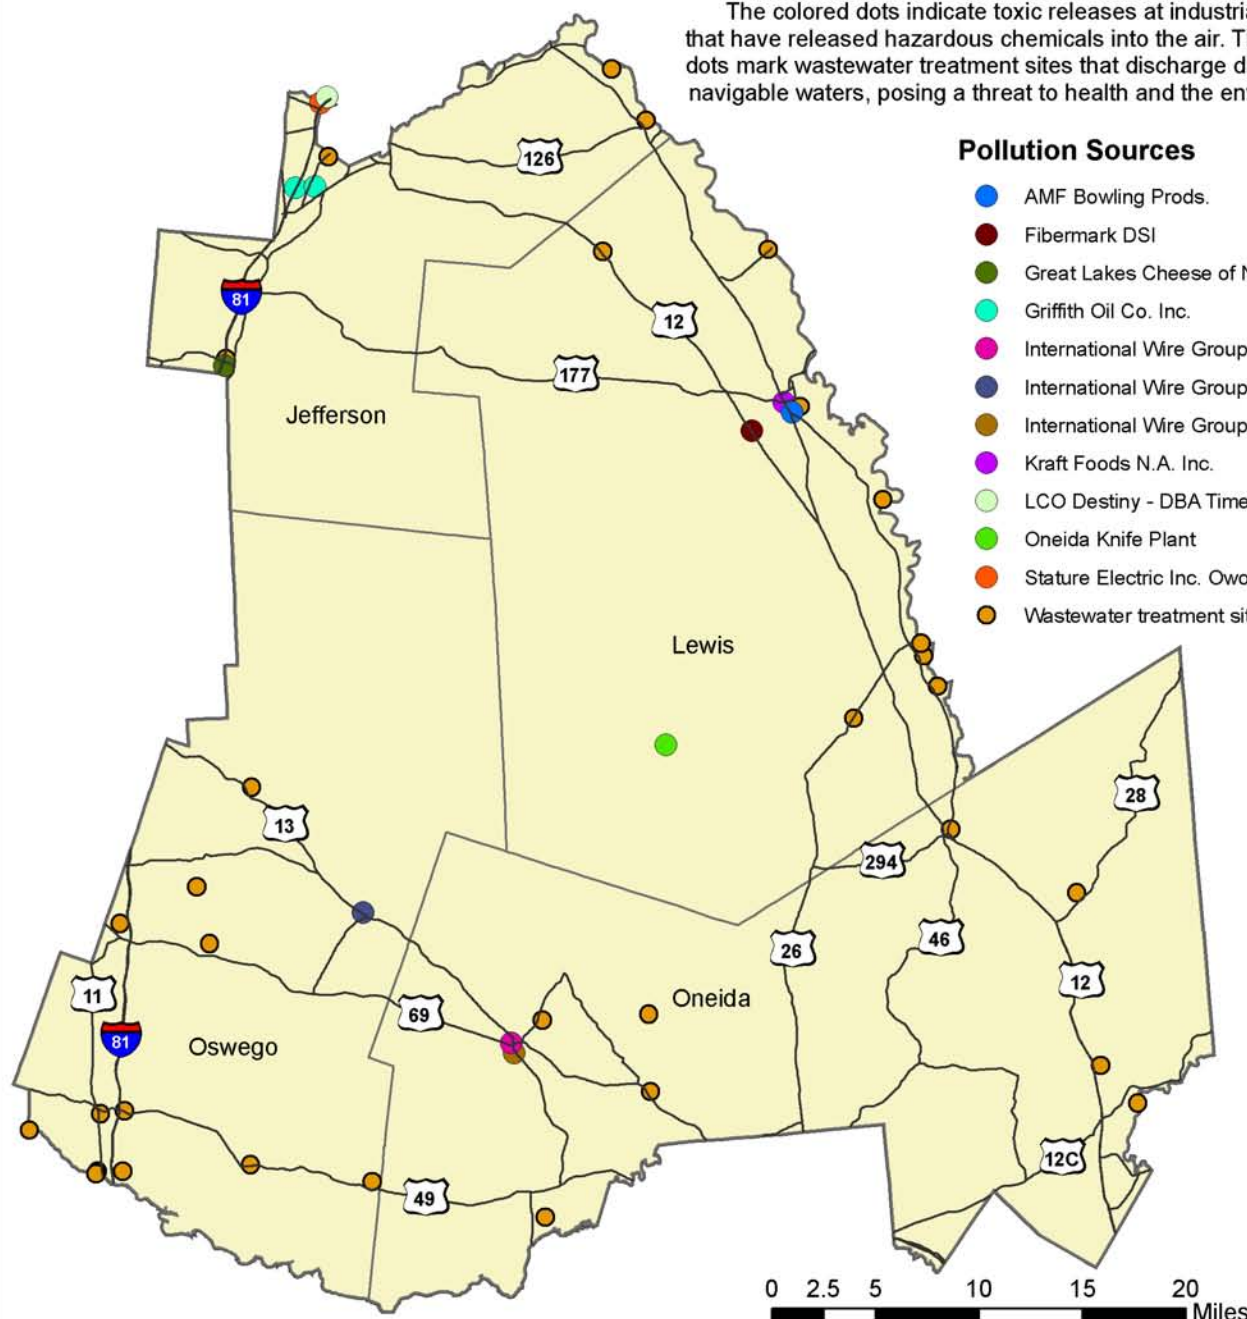 The colored dots indicate toxic releases at industria
that have released hazardous chemicals into the air. T
dots mark wastewater treatment sites that discharge d
navigable waters, posing a threat to health and the en
Pollution Sources
AMF Bowling Prods.
Fibermark DSI
Great Lakes Cheese of N
Griffith Oil Co. Inc.
International Wire Group
International Wire Group
International Wire Group
Kraft Foods N.A. Inc.
LCO Destiny - DBA Time
Oneida Knife Plant
Stature Electric Inc. Owo
Wastewater treatment sit
126
81
12
177
Jefferson
Lewis
28
13
294
26
46
11
12
69
Oneida
81
Oswego
12C
49
0 2.5 5 10 15 20
Miles